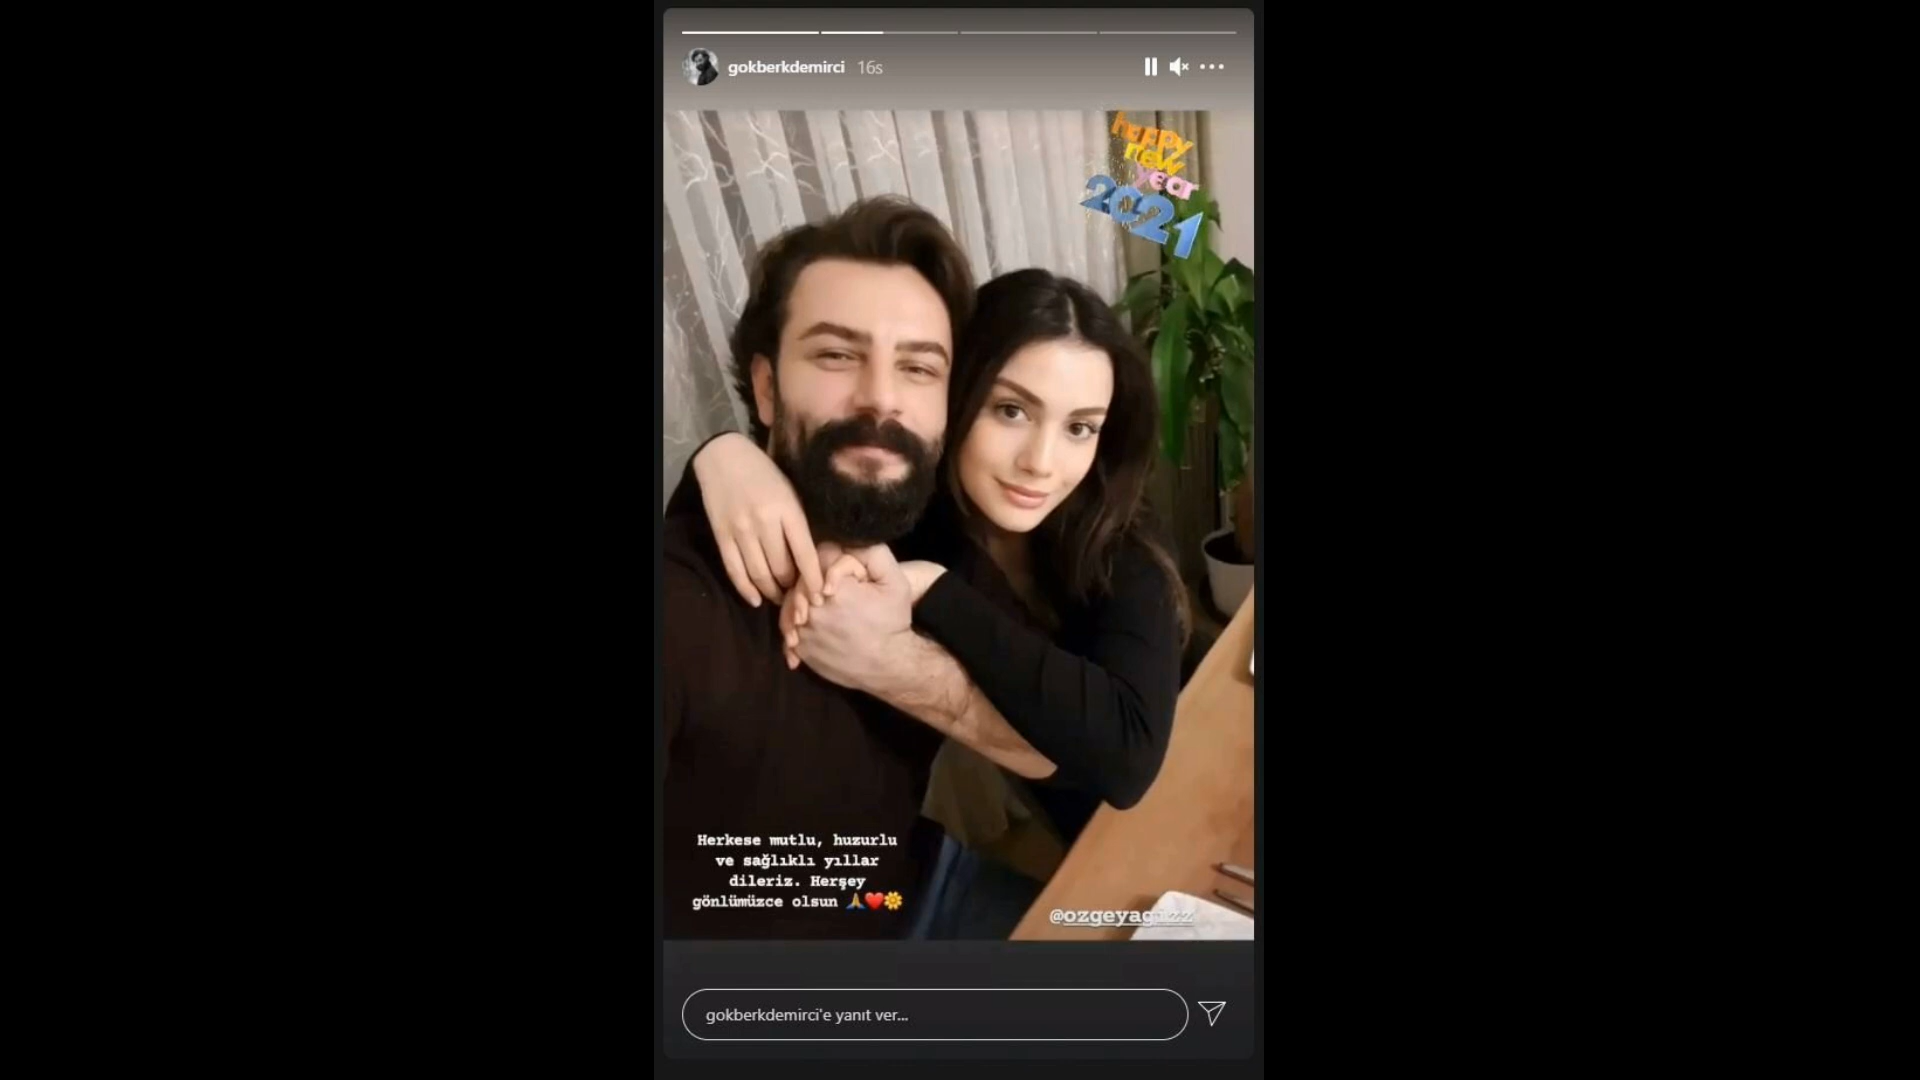 gokberkdemirci 16s
happy
new
year
2021
Herkese mutlu, huzurlu
ve sağlıklı yıllar
dileriz. Herşey
gönlümüzce olsun 🙏❤️🌼
@ozgeyagizz
gokberkdemirci'e yanıt ver...